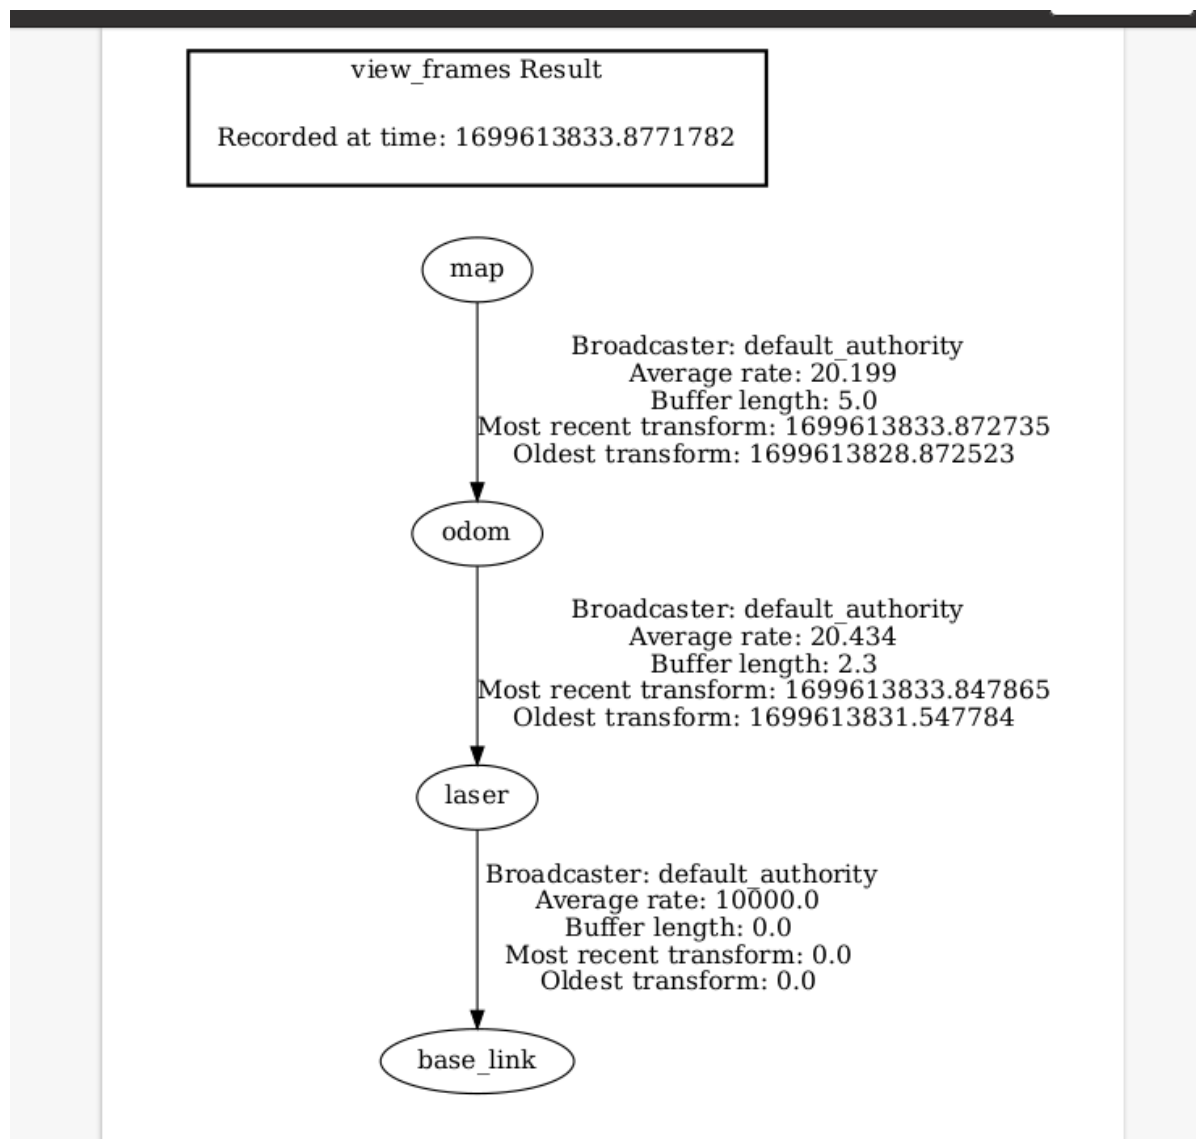 view_frames Result
Recorded at time: 1699613833.8771782
map
Broadcaster: default_authority
Average rate: 20.199
Buffer length: 5.0
Most recent transform: 1699613833.872735
Oldest transform: 1699613828.872523
odom
Broadcaster: default_authority
Average rate: 20.434
Buffer length: 2.3
Most recent transform: 1699613833.847865
Oldest transform: 1699613831.547784
laser
Broadcaster: default_authority
Average rate: 10000.0
Buffer length: 0.0
Most recent transform: 0.0
Oldest transform: 0.0
base_link